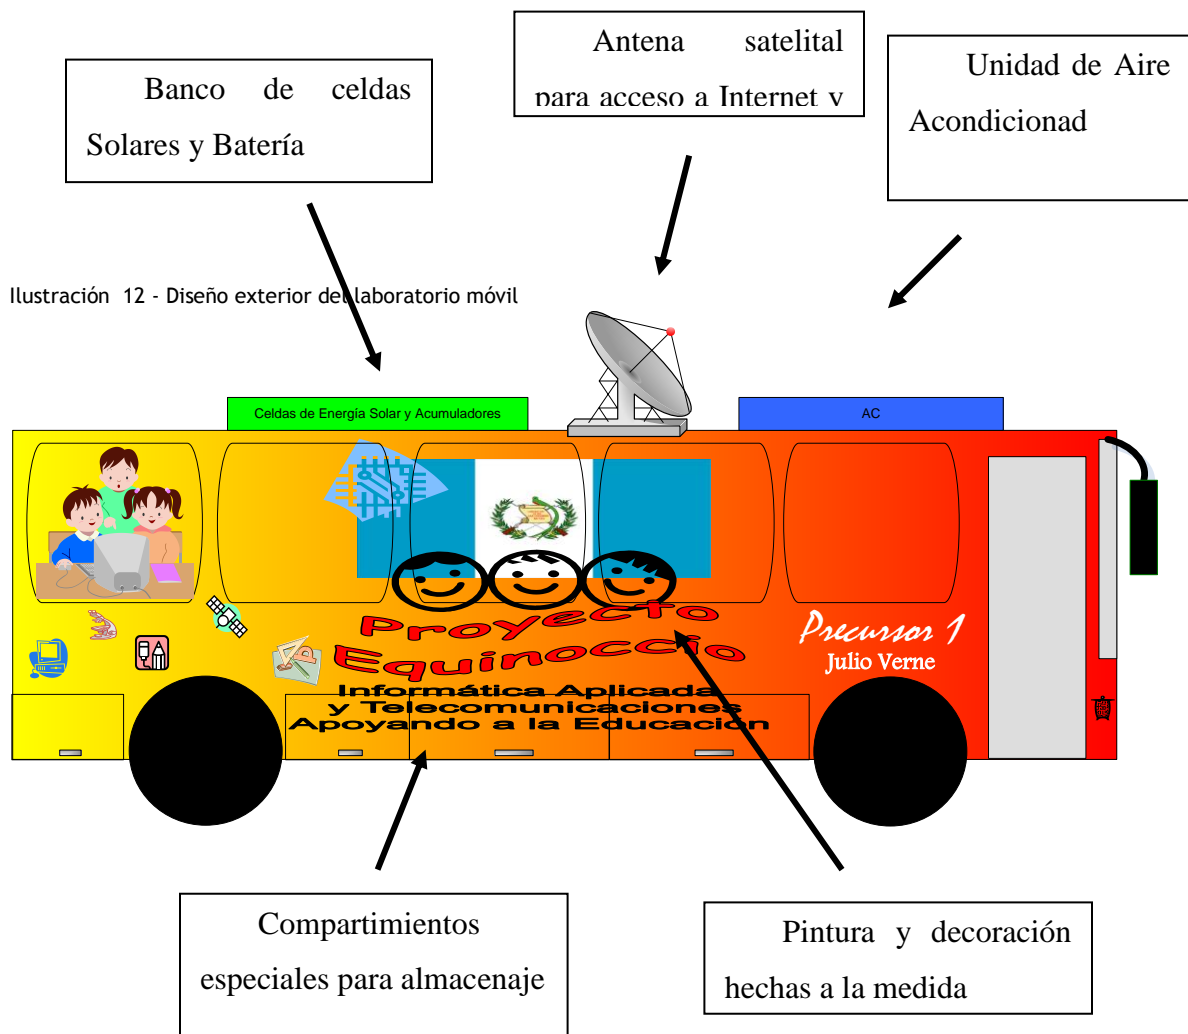 Antena satelital
para acceso a Internet y
Unidad de Aire
Acondicionad
Banco de celdas
Solares y Batería
Ilustración 12 - Diseño exterior del laboratorio móvil
Celdas de Energía Solar y Acumuladores
AC
Proyecto
Equinoccio
Informática Aplicada
y Telecomunicaciones
Apoyando a la Educación
Precursor 1
Julio Verne
Compartimientos
especiales para almacenaje
Pintura y decoración
hechas a la medida